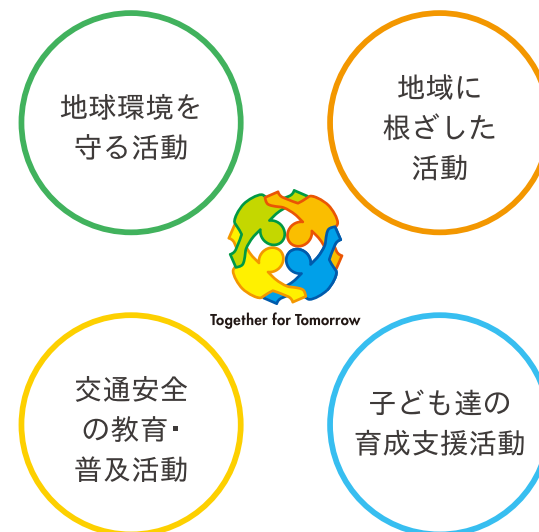 地球環境を
守る活動
地域に
根ざした
活動
Together for Tomorrow
交通安全
の教育・
普及活動
子ども達の
育成支援活動